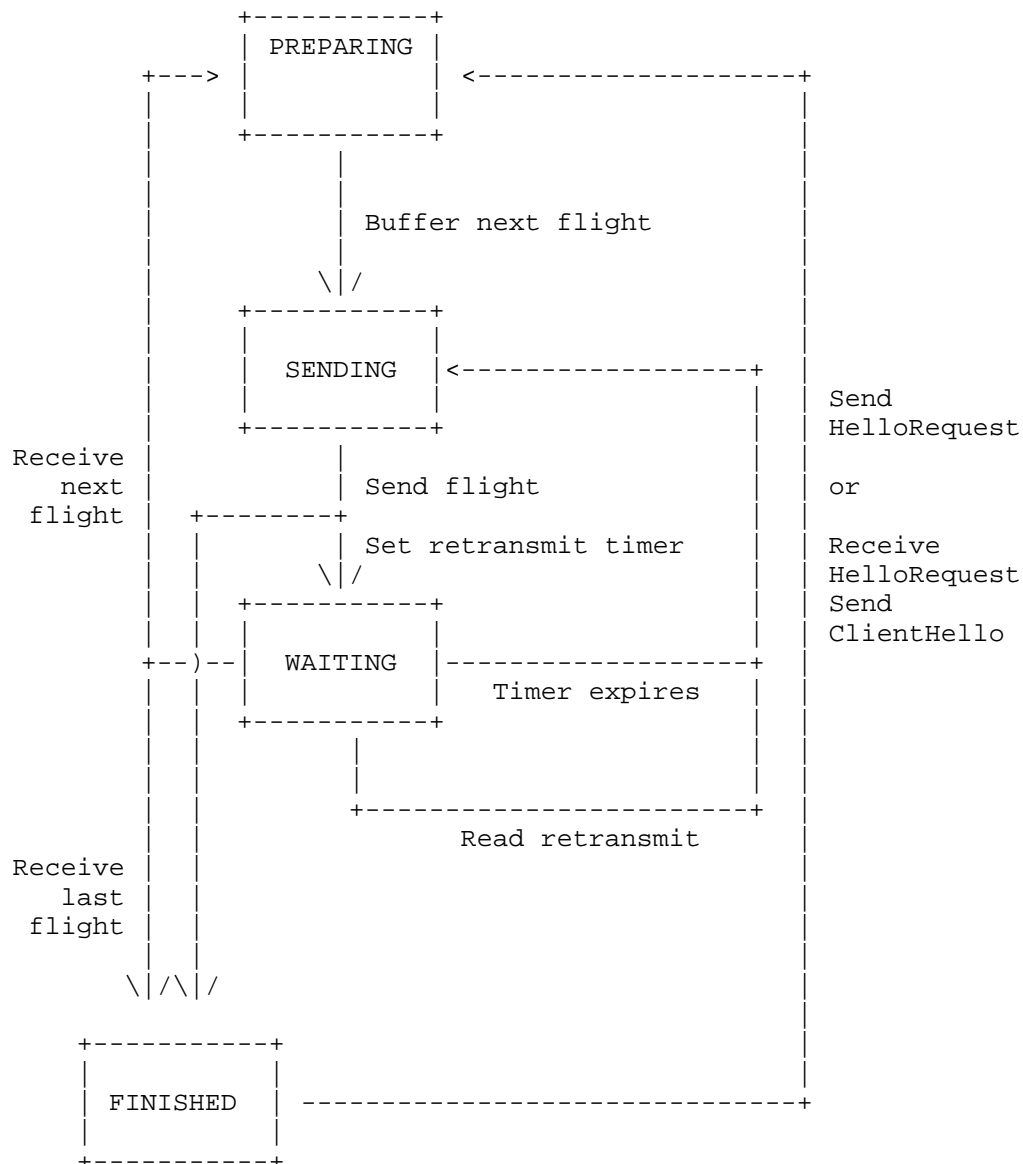 PREPARING
Buffer next flight
SENDING
Send
HelloRequest
Receive
next
flight
Send flight
or
Set retransmit timer
Receive
HelloRequest
Send
ClientHello
WAITING
Timer expires
Read retransmit
Receive
last
flight
FINISHED